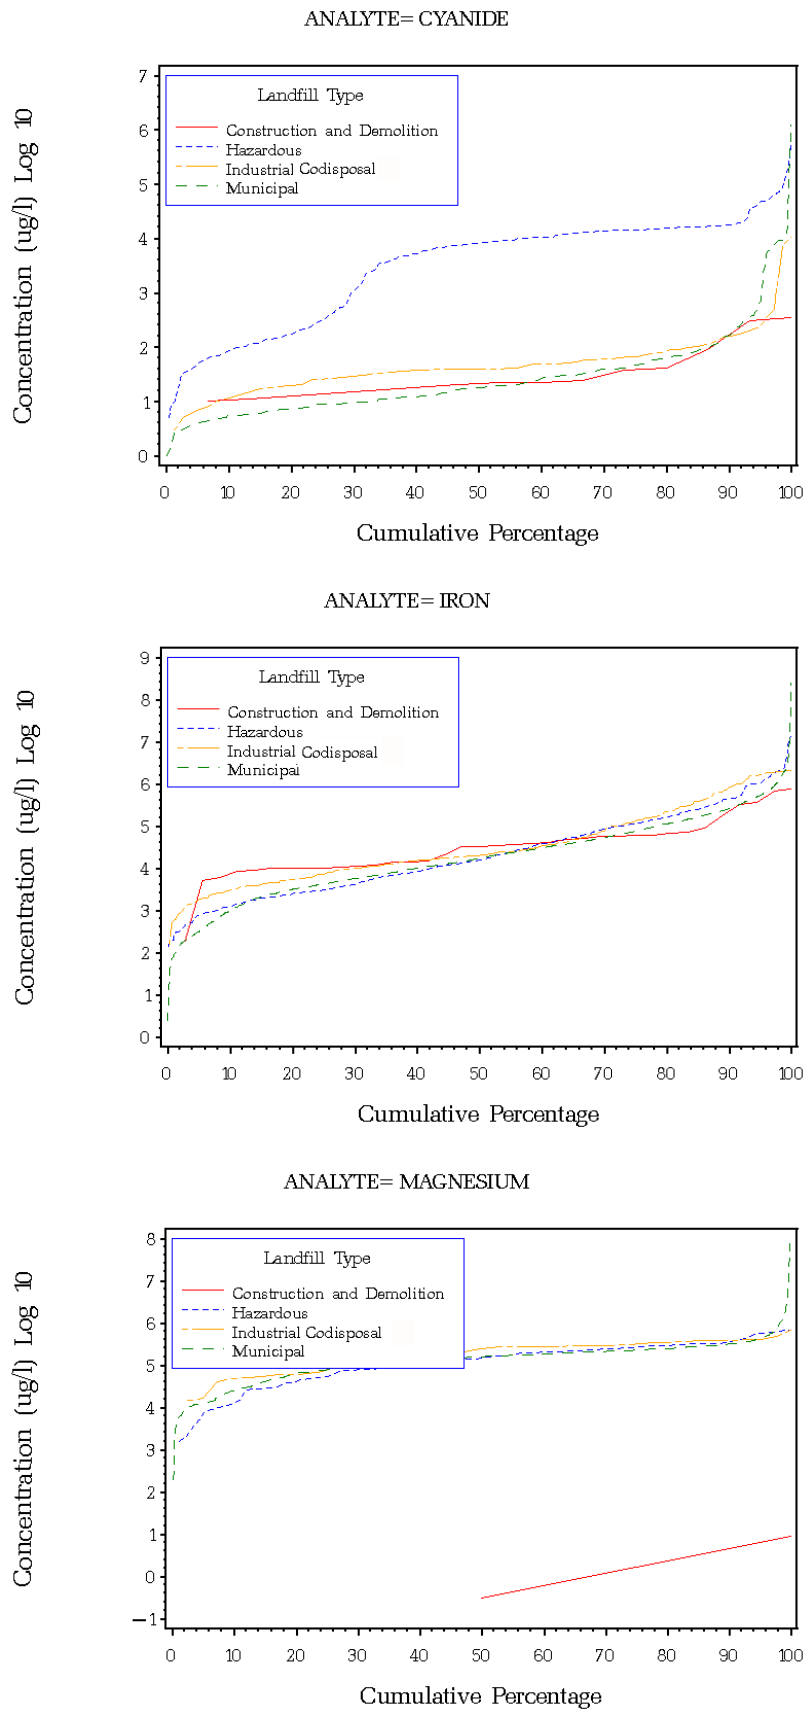 ANALYTE= CYANIDE
Concentration (ug/l) Log 10
7
6
5
4
3
2
1
0
Landfill Type
Construction and Demolition
Hazardous
Industrial Codisposal
Municipal
0 10 20 30 40 50 60 70 80 90 100
Cumulative Percentage
ANALYTE= IRON
Concentration (ug/l) Log 10
9
8
7
6
5
4
3
2
1
0
Landfill Type
Construction and Demolition
Hazardous
Industrial Codisposal
Municipal
0 10 20 30 40 50 60 70 80 90 100
Cumulative Percentage
ANALYTE= MAGNESIUM
Concentration (ug/l) Log 10
8
7
6
5
4
3
2
1
0
−1
Landfill Type
Construction and Demolition
Hazardous
Industrial Codisposal
Municipal
0 10 20 30 40 50 60 70 80 90 100
Cumulative Percentage